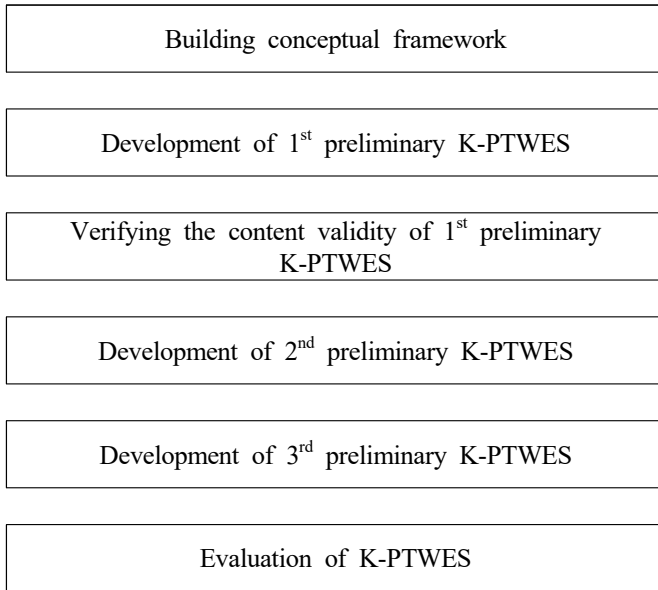 Building conceptual framework
Development of 1st preliminary K-PTWES
Verifying the content validity of 1st preliminary
K-PTWES
Development of 2nd preliminary K-PTWES
Development of 3rd preliminary K-PTWES
Evaluation of K-PTWES